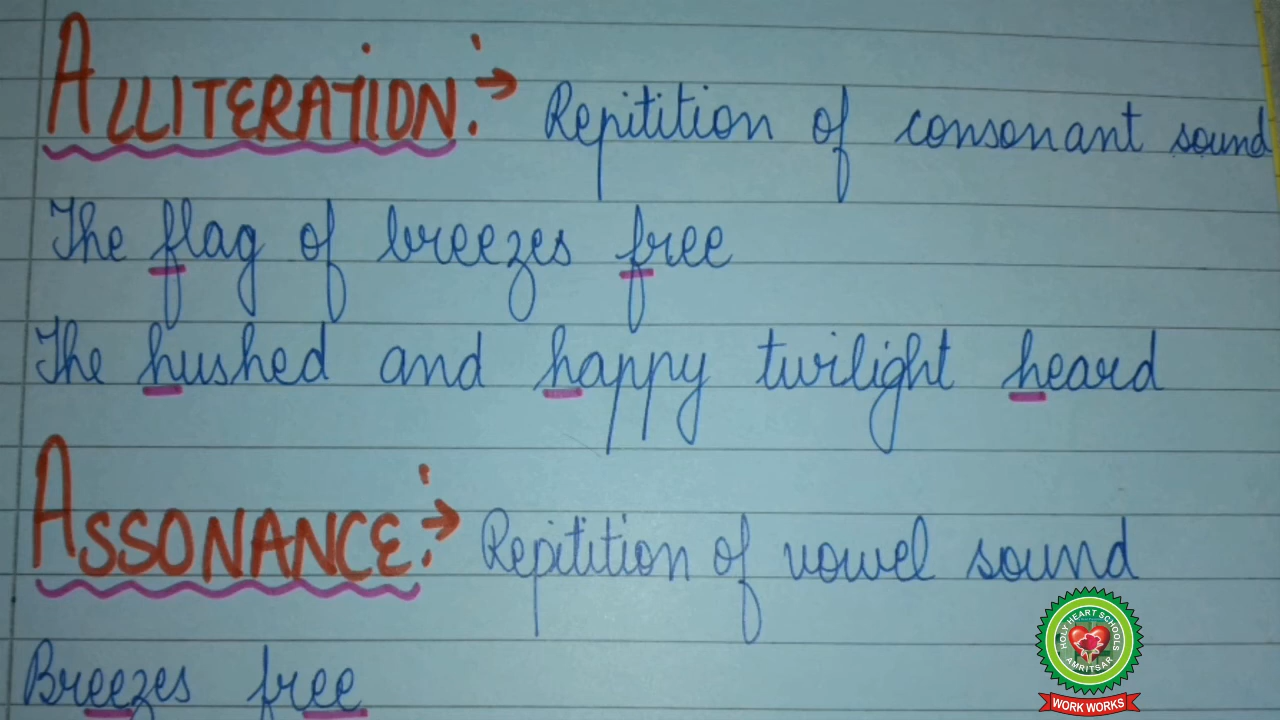 ALLITERATION:→ Repitition of consonant sound
The flag of breezes free
The hushed and happy twilight heard
ASSONANCE:→ Repitition of vowel sound
Breezes free
HOLY HEART SCHOOLS
AMRITSAR
WORK WORKS